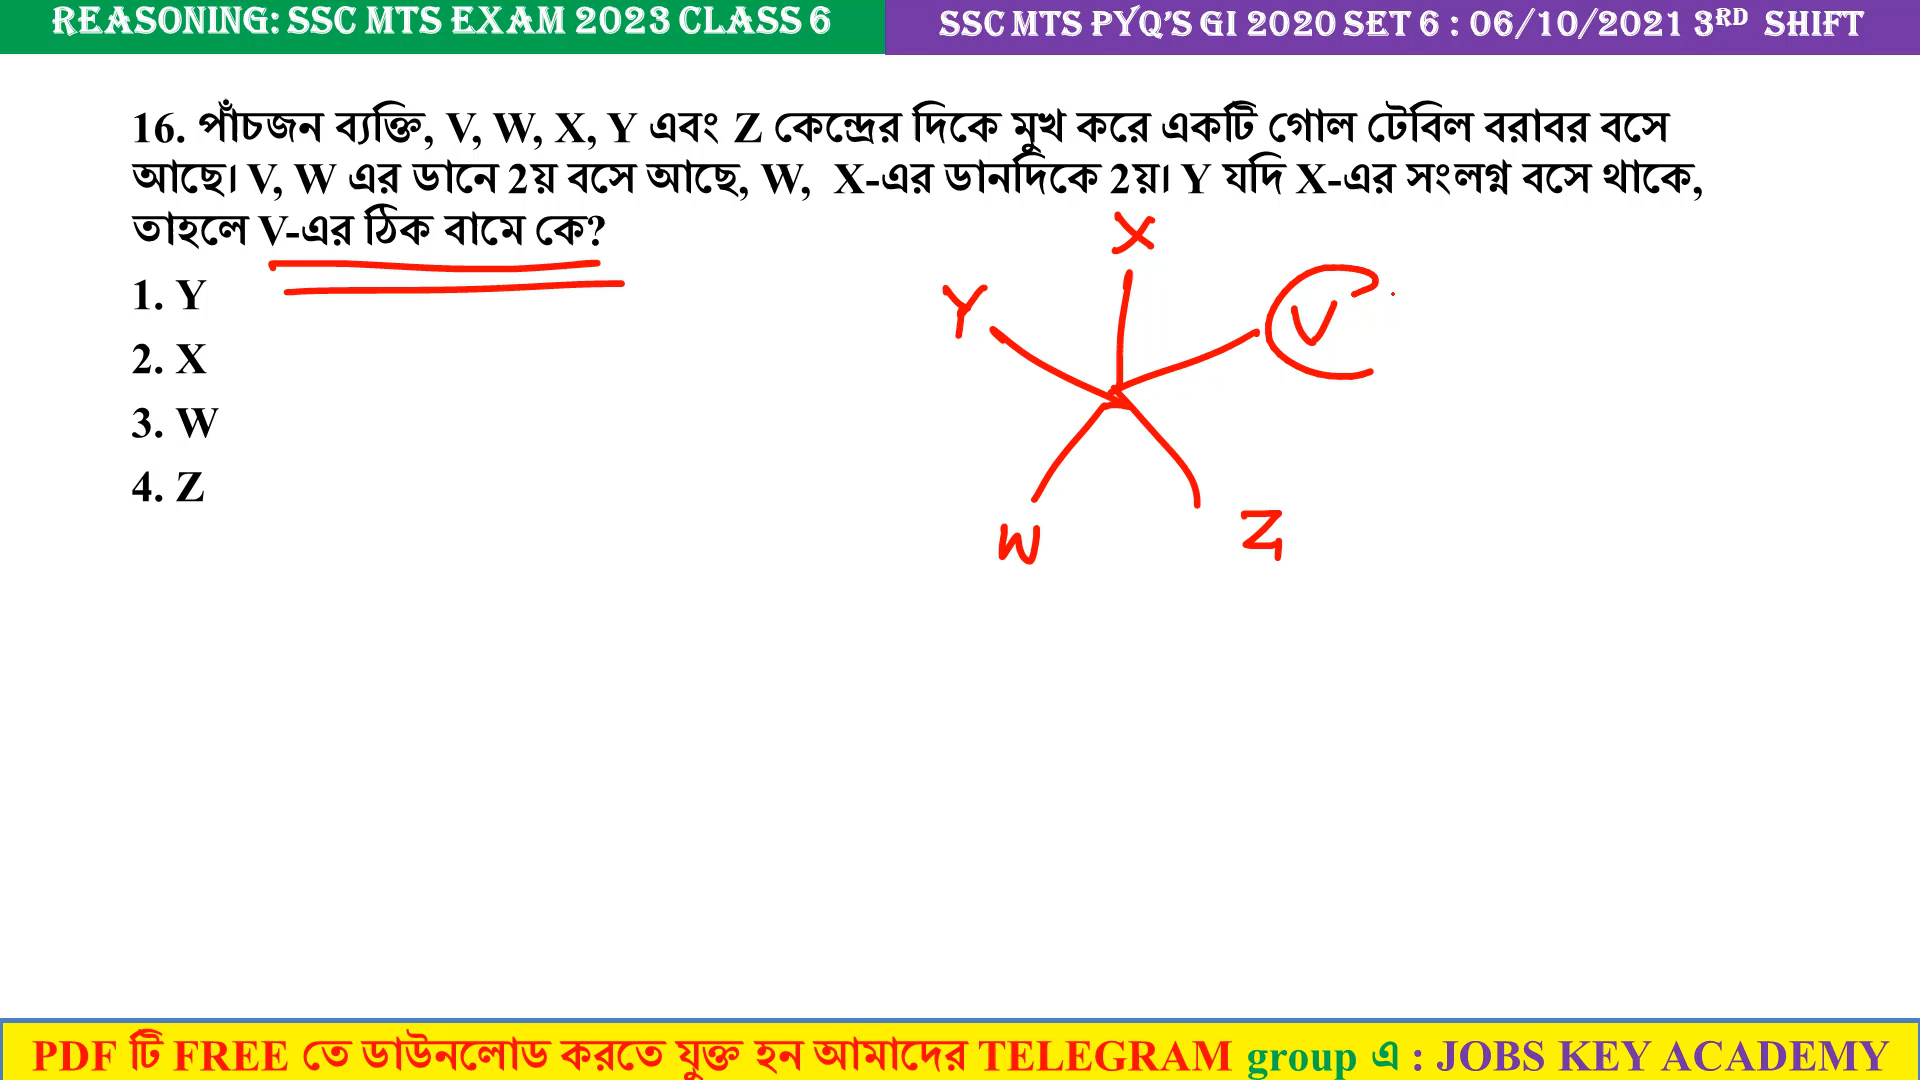 REASONING: SSC MTS EXAM 2023 CLASS 6
SSC MTS PYQ'S GI 2020 SET 6 : 06/10/2021 3RD SHIFT
16. পাঁচজন ব্যক্তি, V, W, X, Y এবং Z কেন্দ্রের দিকে মুখ করে একটি গোল টেবিল বরাবর বসে
আছে। V, W এর ডানে 2য় বসে আছে, W, X-এর ডানদিকে 2য়। Y যদি X-এর সংলগ্ন বসে থাকে,
তাহলে V-এর ঠিক বামে কে?
1. Y
2. X
3. W
4. Z
X
Y
V
W
Z
PDF টি FREE তে ডাউনলোড করতে যুক্ত হন আমাদের TELEGRAM group এ : JOBS KEY ACADEMY